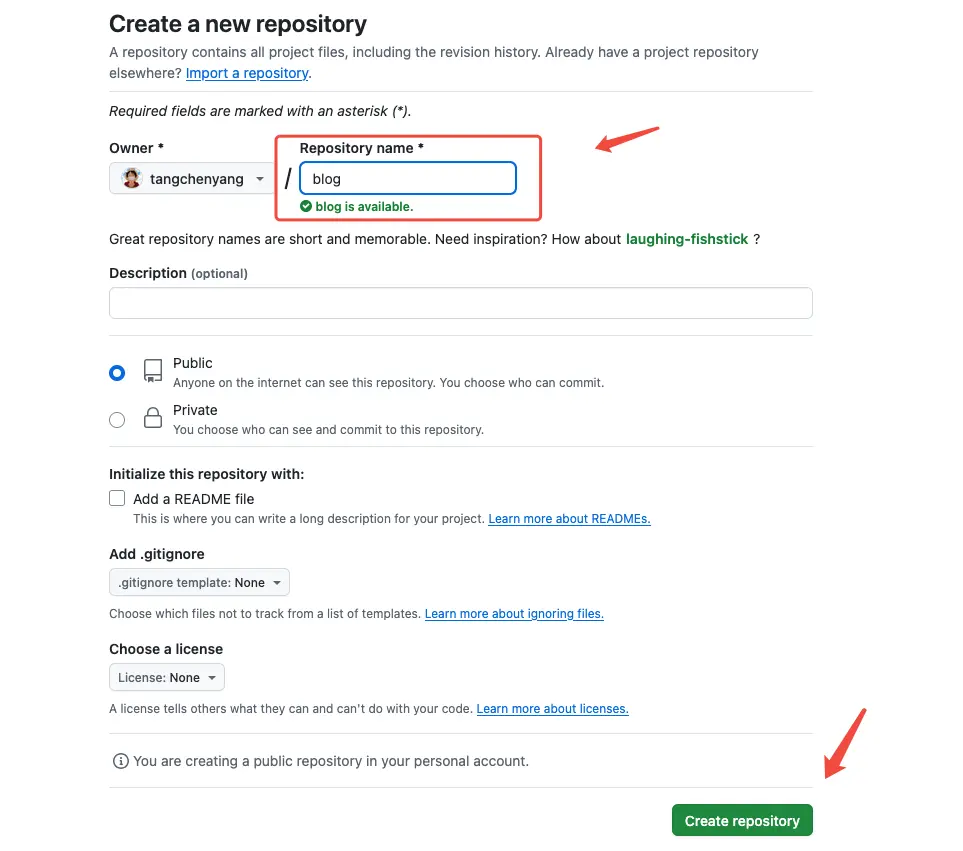 Create a new repository
A repository contains all project files, including the revision history. Already have a project repository
elsewhere? Import a repository.
Required fields are marked with an asterisk (*).
Owner *
Repository name *
tangchenyang
/
blog
blog is available.
Great repository names are short and memorable. Need inspiration? How about laughing-fishstick ?
Description (optional)
Public
Anyone on the internet can see this repository. You choose who can commit.
Private
You choose who can see and commit to this repository.
Initialize this repository with:
Add a README file
This is where you can write a long description for your project. Learn more about READMEs.
Add .gitignore
.gitignore template: None
Choose which files not to track from a list of templates. Learn more about ignoring files.
Choose a license
License: None
A license tells others what they can and can't do with your code. Learn more about licenses.
You are creating a public repository in your personal account.
Create repository